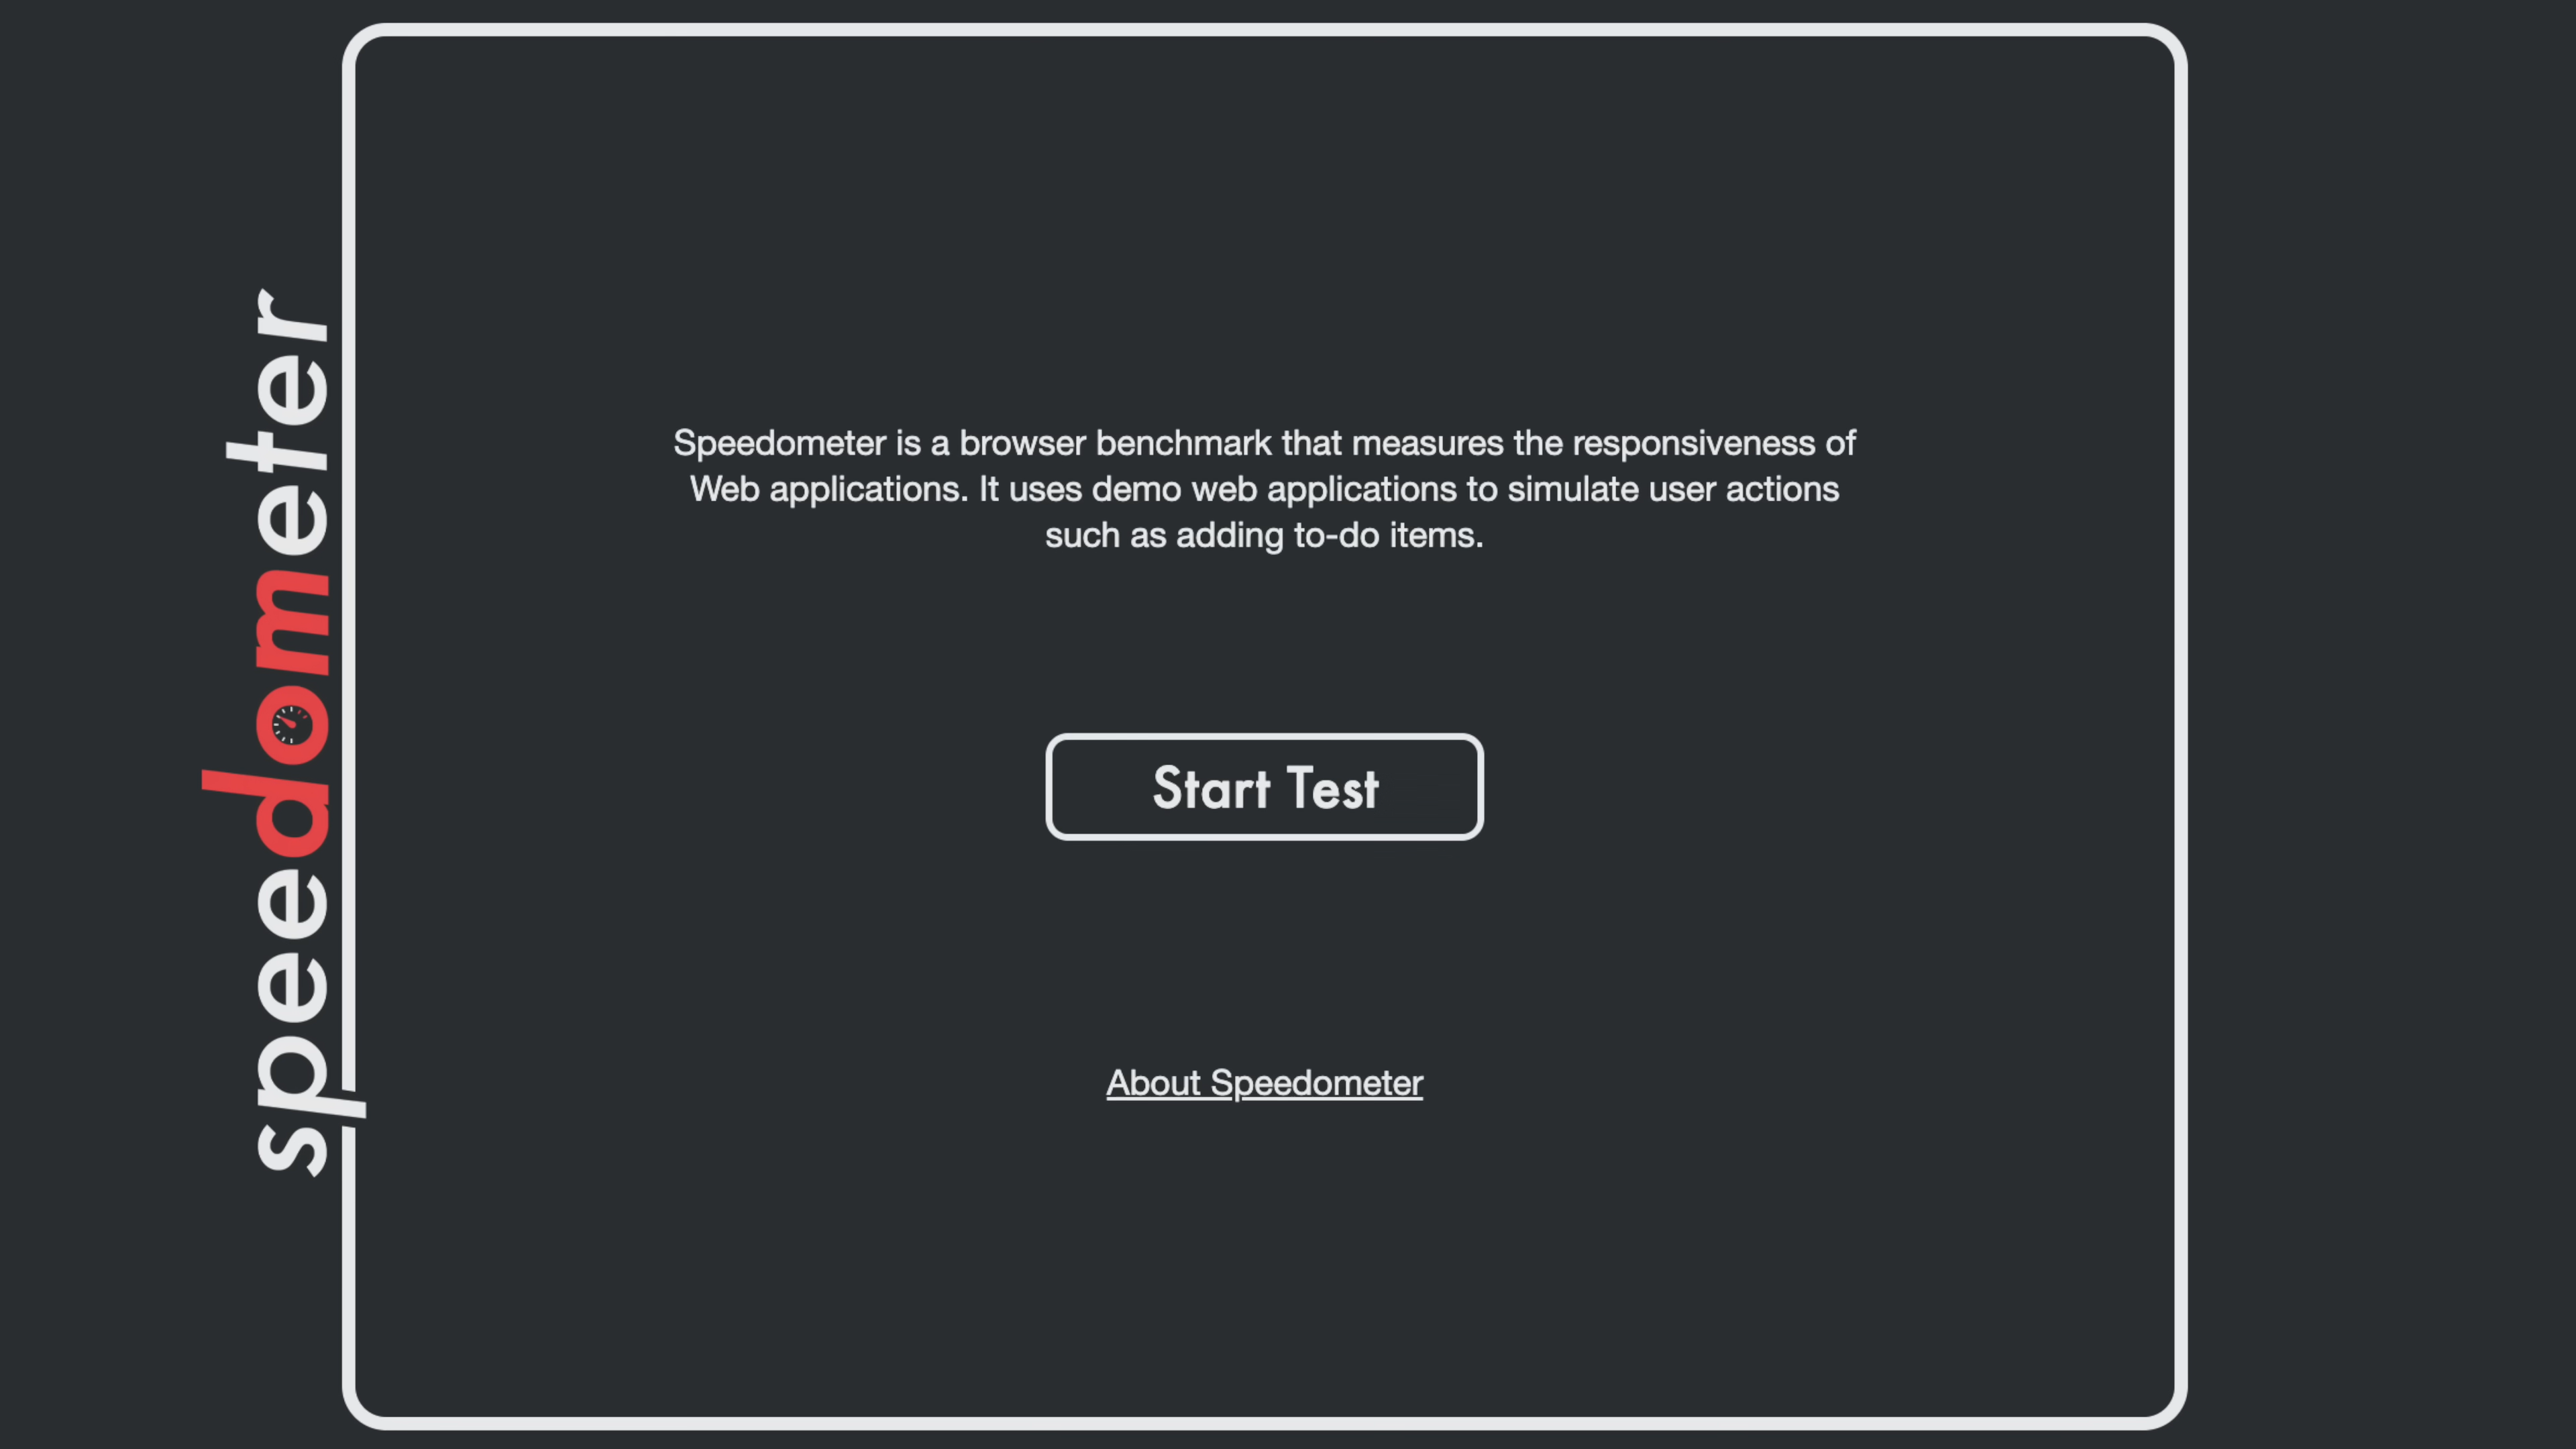 speedometer
Speedometer is a browser benchmark that measures the responsiveness of
Web applications. It uses demo web applications to simulate user actions
such as adding to-do items.
Start Test
About Speedometer